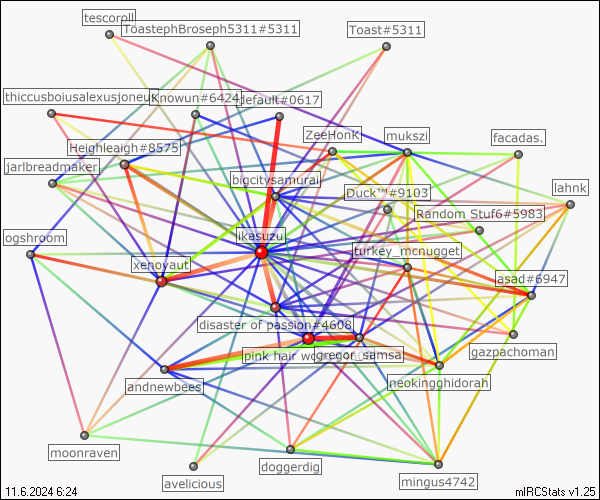 tescoroll
ToastephBroseph5311#5311
Toast#5311
thiccusboiusalexusjoneu
Knowun#6424
default#0617
ZeeHonK
mukszi
facadas.
Heighleaigh#8575
jarlbreadmaker
bigcitysamurai
Duck™#9103
lahnk
Random Stuf6#5983
ogshroom
ikasuzu
turkey_mcnugget
xenoyaut
asad#6947
disaster of passion#4608
pink hair
gregor_samsa
gazpachoman
andnewbees
neokingghidorah
moonraven
doggerdig
avelicious
mingus4742
11.6.2024 6:24
mIRCStats v1.25